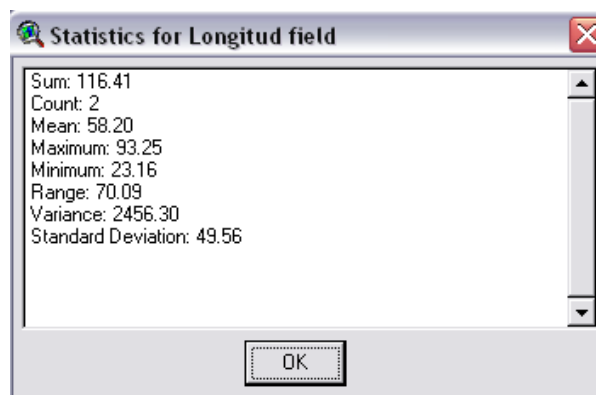 Statistics for Longitud field
Sum: 116.41
Count: 2
Mean: 58.20
Maximum: 93.25
Minimum: 23.16
Range: 70.09
Variance: 2456.30
Standard Deviation: 49.56
OK